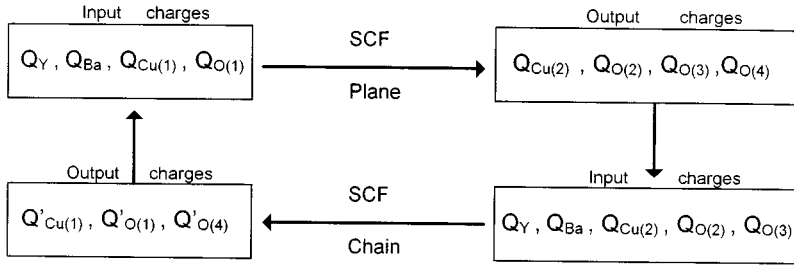 Input charges
Q_Y , Q_Ba , Q_Cu(1) , Q_O(1)
SCF
Plane
Output charges
Q_Cu(2) , Q_O(2) , Q_O(3) ,Q_O(4)
Output charges
Q'_Cu(1) , Q'_O(1) , Q'_O(4)
SCF
Chain
Input charges
Q_Y , Q_Ba , Q_Cu(2) , Q_O(2) , Q_O(3)